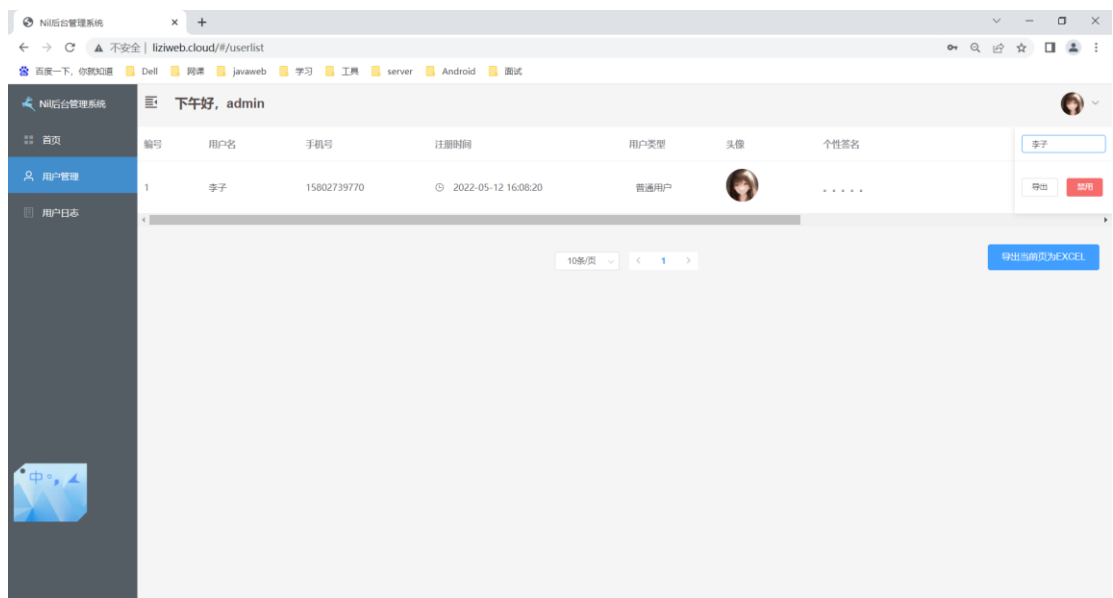 Nil后台管理系统
不安全 | liziweb.cloud/#/userlist
百度一下，你就知道 Dell 网课 javaweb 学习 工具 server Android 面试
Nil后台管理系统 下午好，admin
首页
用户管理
用户日志
编号 用户名 手机号 注册时间 用户类型 头像 个性签名 李子
1 李子 15802739770 2022-05-12 16:08:20 普通用户 . . . . . 导出 禁用
10条/页 1 导出当前页为EXCEL
中